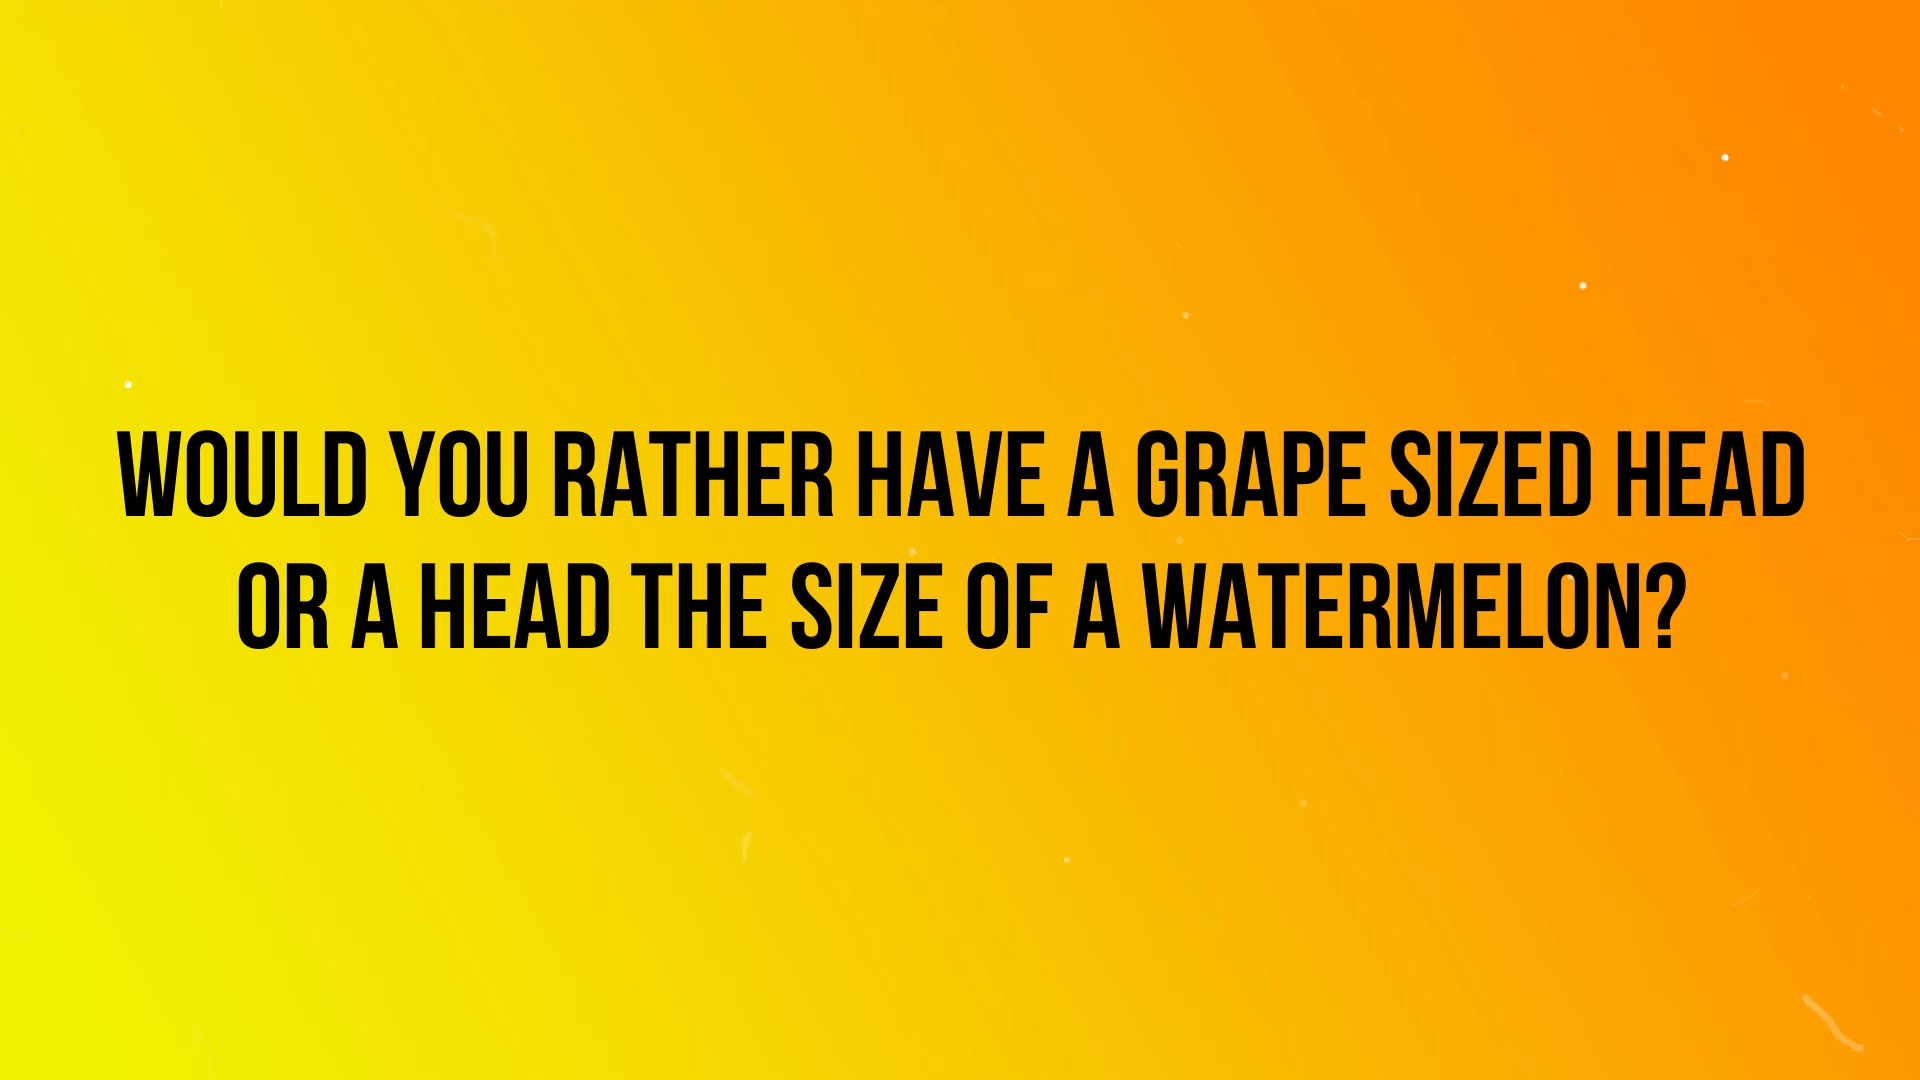 WOULD YOU RATHER HAVE A GRAPE SIZED HEAD
OR A HEAD THE SIZE OF A WATERMELON?